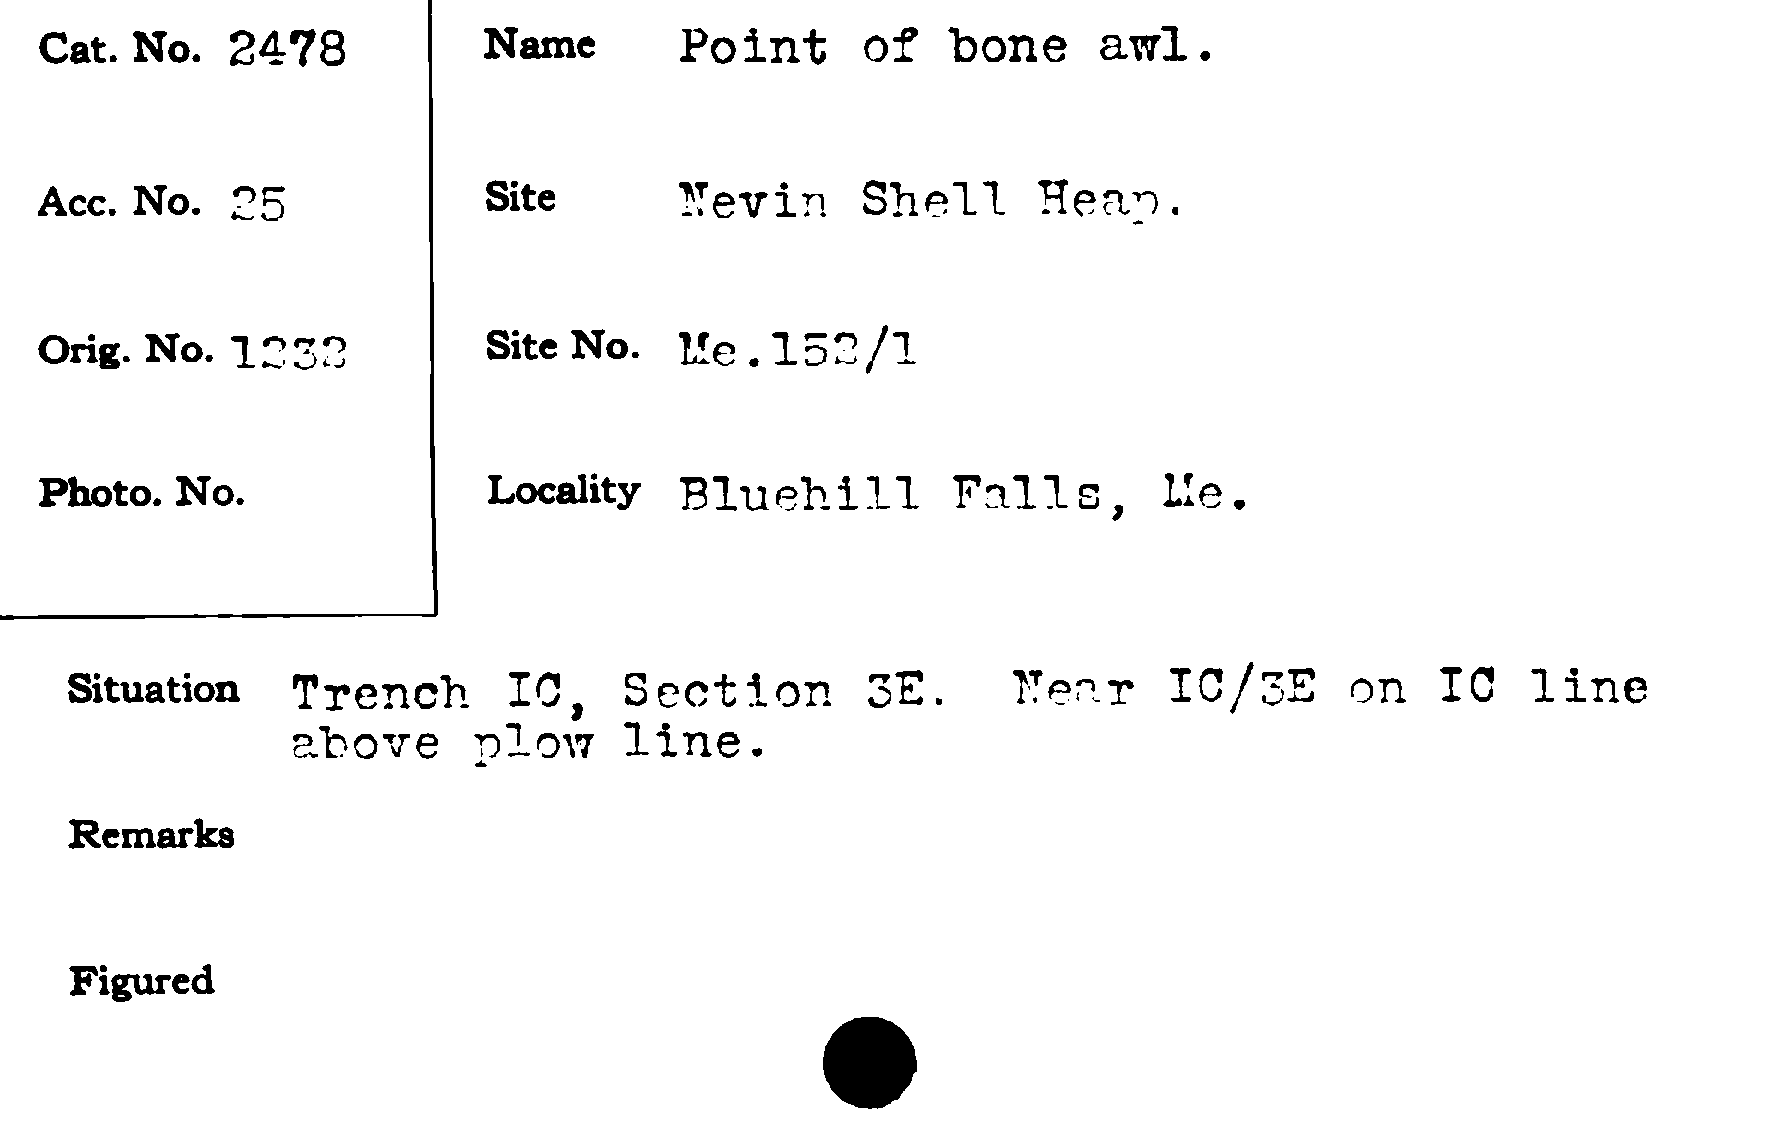 Cat. No. 2478
Name Point of bone awl.
Acc. No. 25
Site Nevin Shell Heap.
Orig. No. 1232
Site No. Me.152/1
Photo. No.
Locality Bluehill Falls, Me.
Situation Trench IC, Section 3E. Near IC/3E on IC line
above plow line.
Remarks
Figured